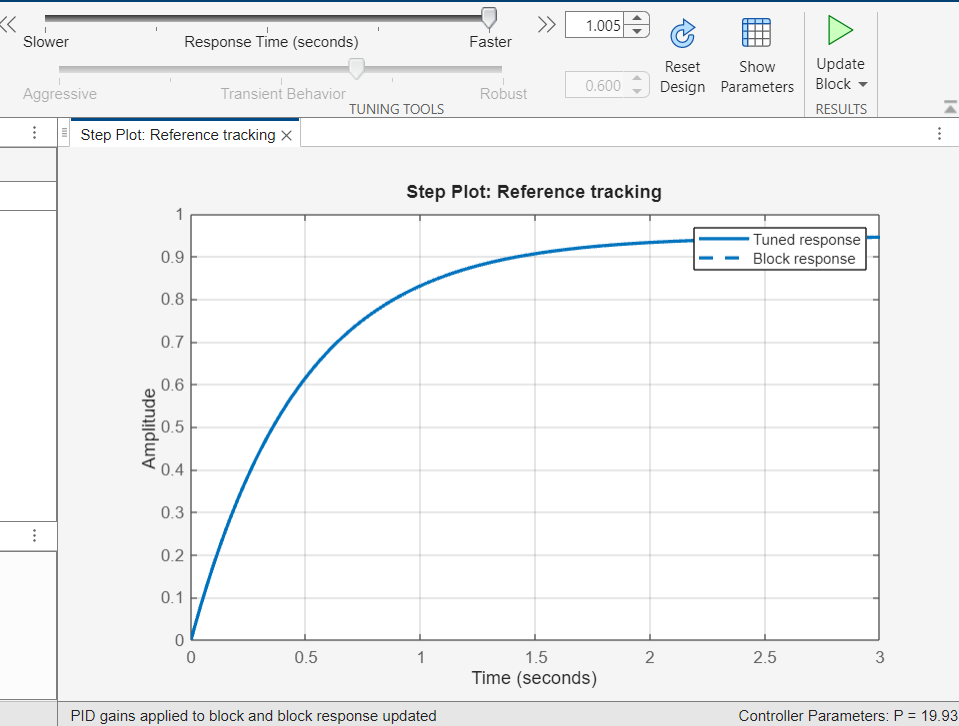 1.005
Slower Response Time (seconds) Faster
0.600
Aggressive Transient Behavior Robust
Reset Design
Show Parameters
Update Block
TUNING TOOLS
RESULTS
Step Plot: Reference tracking
Step Plot: Reference tracking
Tuned response
Block response
1
0.9
0.8
0.7
0.6
0.5
0.4
0.3
0.2
0.1
0
Amplitude
0 0.5 1 1.5 2 2.5 3
Time (seconds)
PID gains applied to block and block response updated
Controller Parameters: P = 19.93